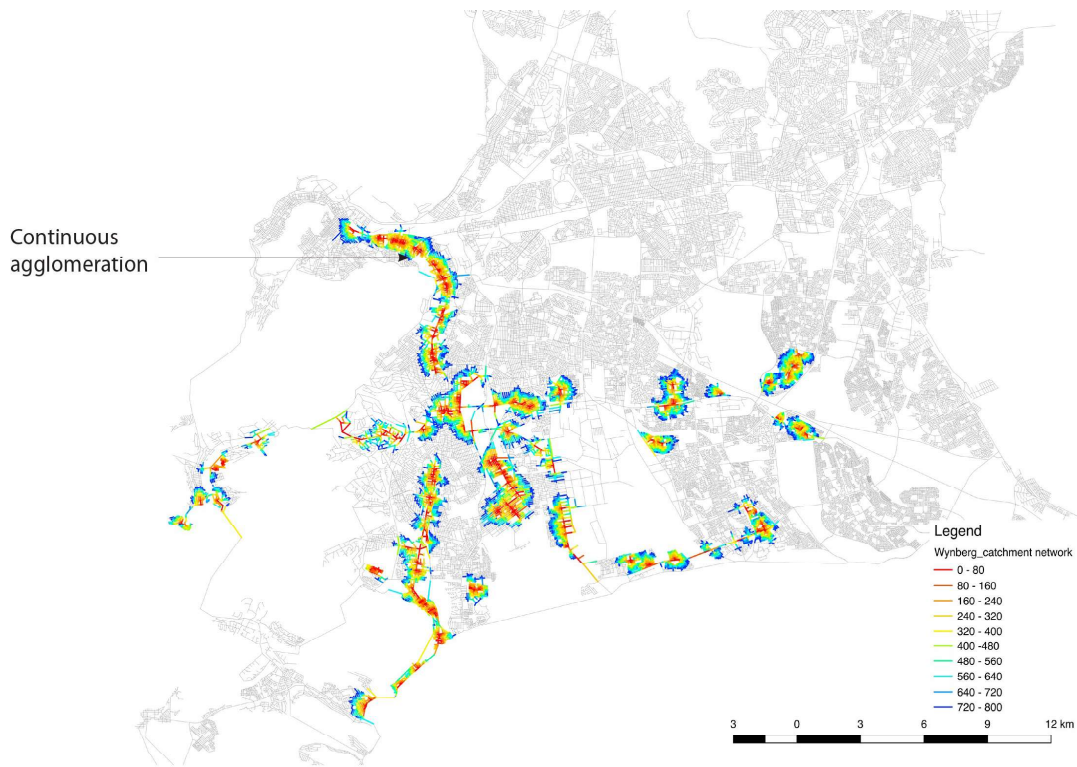 Continuous
agglomeration
Legend
Wynberg_catchment network
0 - 80
80 - 160
160 - 240
240 - 320
320 - 400
400 -480
480 - 560
560 - 640
640 - 720
720 - 800
3 0 3 6 9 12 km